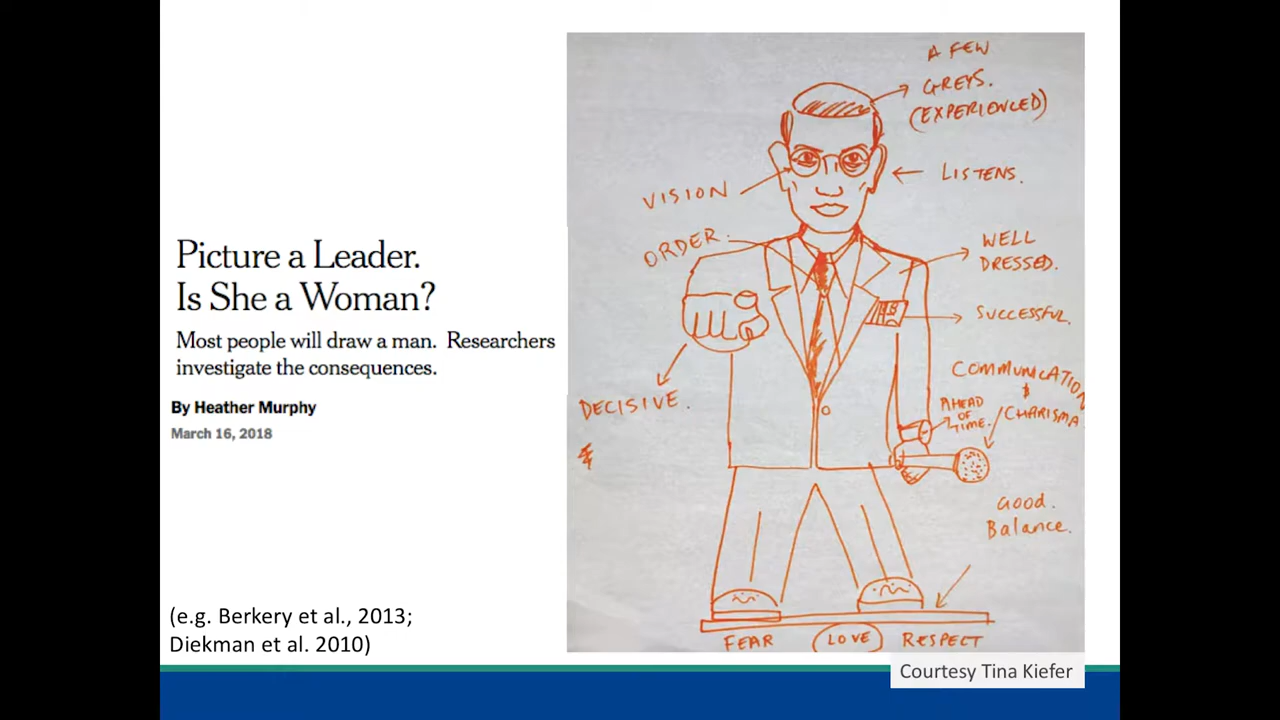 Picture a Leader.
Is She a Woman?
Most people will draw a man.  Researchers
investigate the consequences.
By Heather Murphy
March 16, 2018
(e.g. Berkery et al., 2013;
Diekman et al. 2010)
A FEW
GREYS.
(EXPERIENCED)
VISION
LISTENS.
ORDER.
WELL
DRESSED.
SUCCESSFUL.
DECISIVE.
COMMUNICATION
&
CHARISMA
AHEAD
OF
TIME.
GOOD.
Balance.
FEAR
LOVE
RESPECT
Courtesy Tina Kiefer